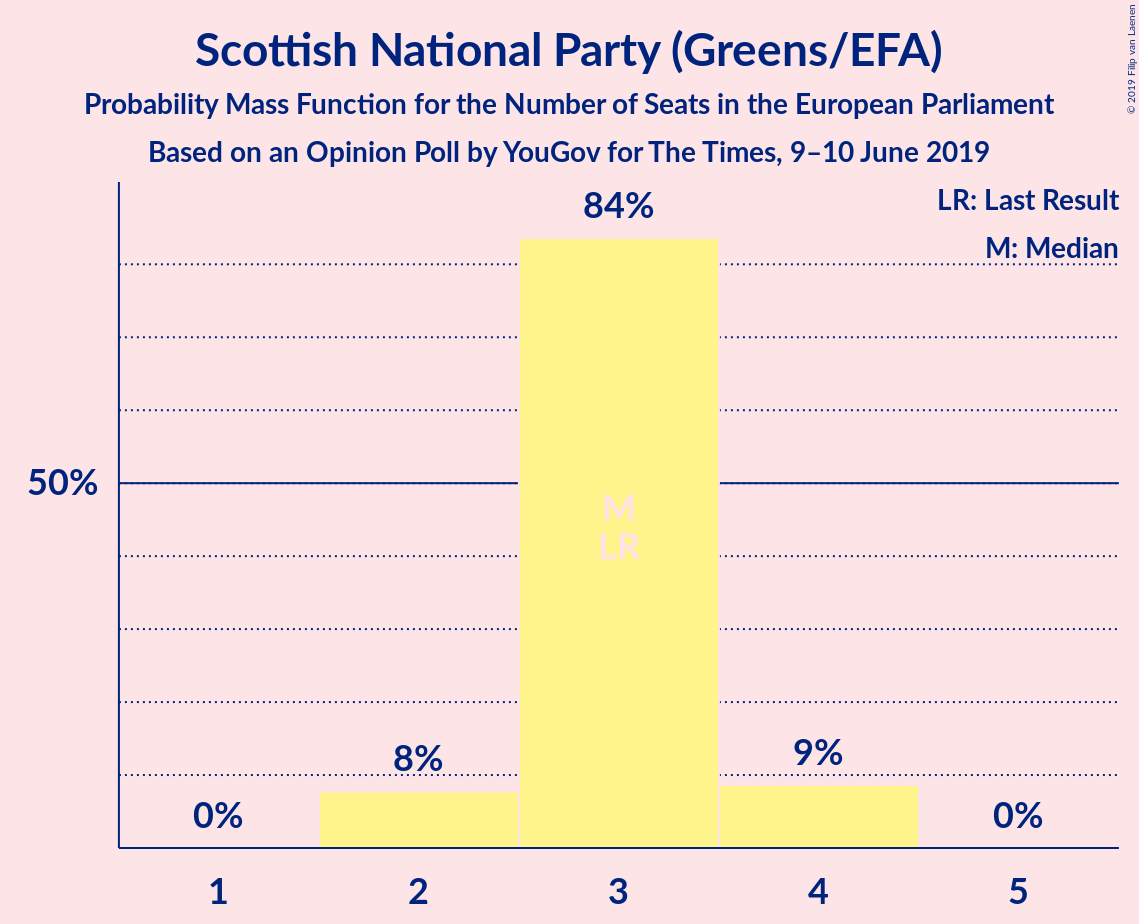 Scottish National Party (Greens/EFA)
Probability Mass Function for the Number of Seats in the European Parliament
Based on an Opinion Poll by YouGov for The Times, 9–10 June 2019
© 2019 Filip van Laenen
LR: Last Result
M: Median
84%
50%
M
LR
8%
9%
0%
0%
1
2
3
4
5